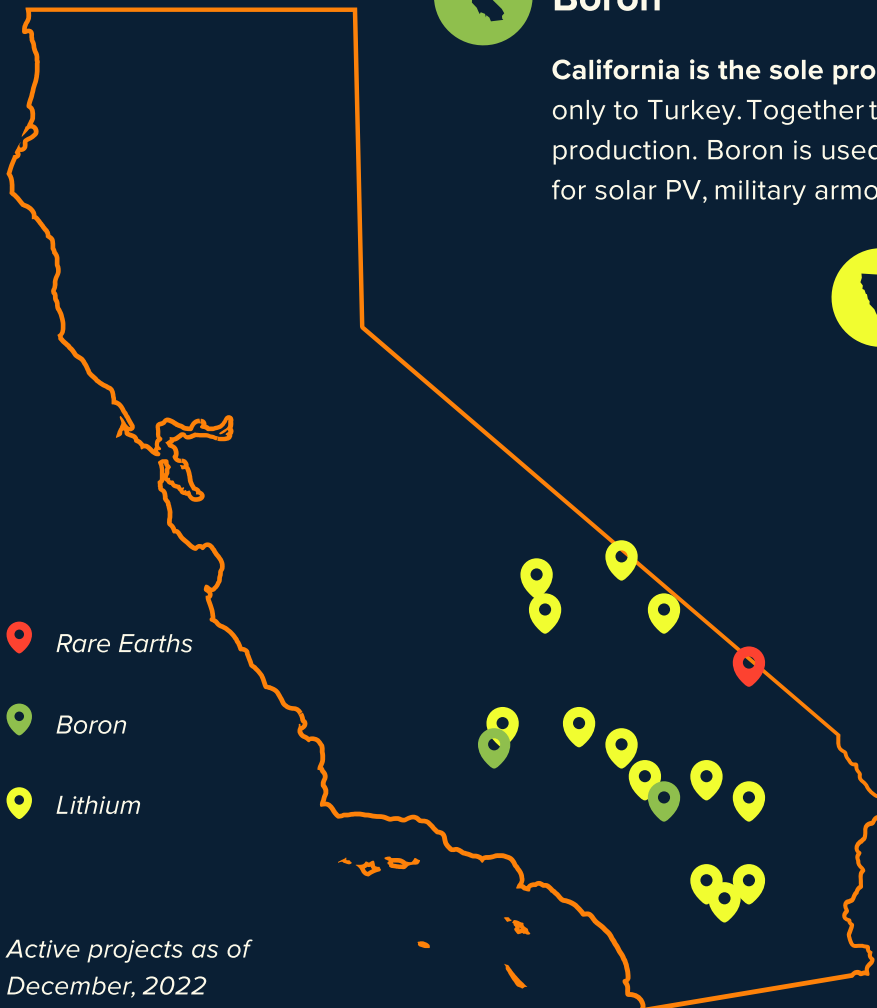 Boron
California is the sole pro
only to Turkey. Together t
production. Boron is used
for solar PV, military armo
Rare Earths
Boron
Lithium
Active projects as of
December, 2022